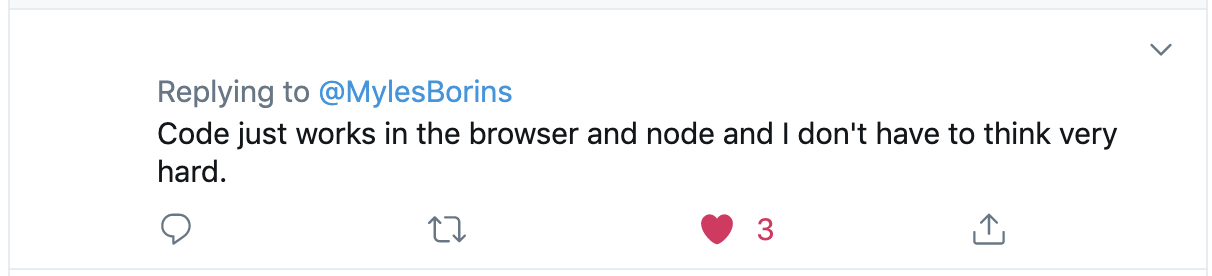 Replying to @MylesBorins
Code just works in the browser and node and I don't have to think very
hard.
3